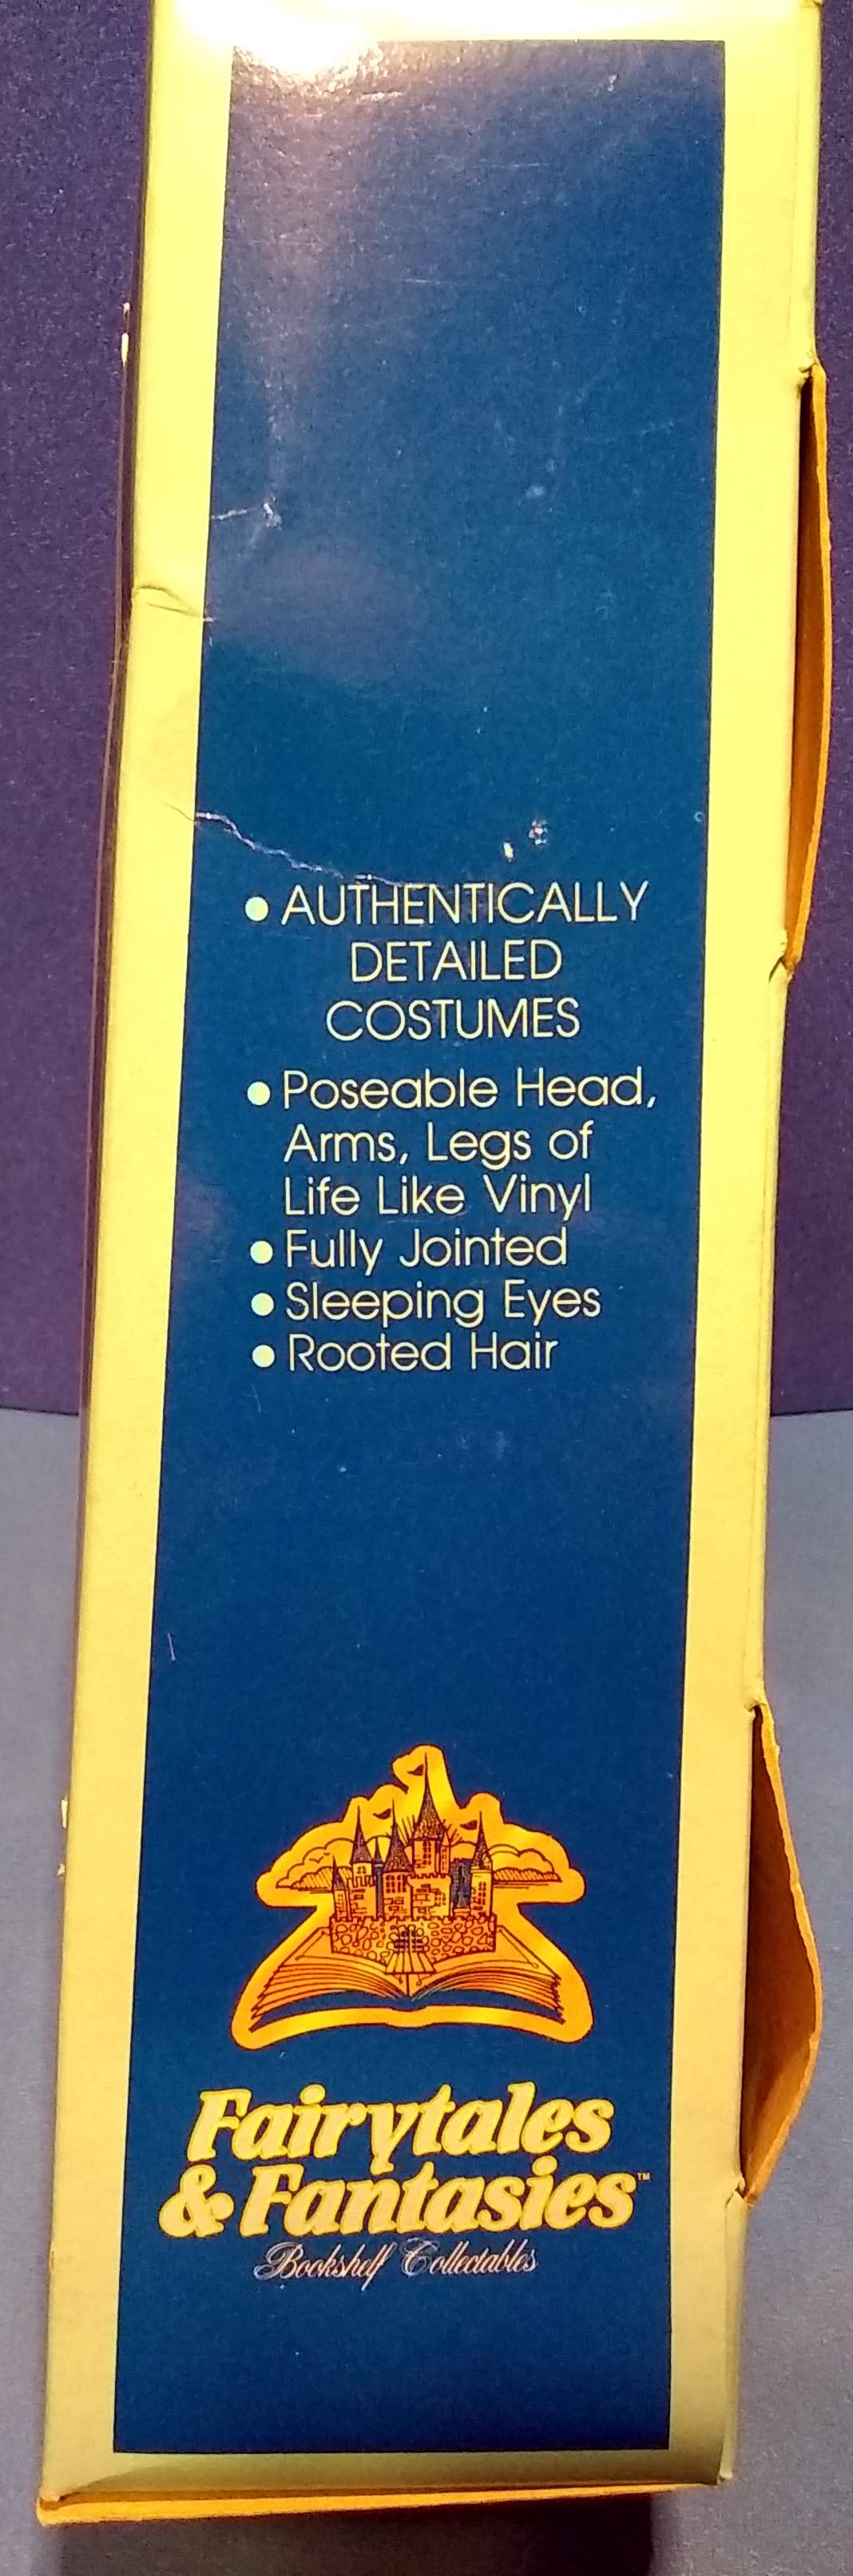 • AUTHENTICALLY
DETAILED
COSTUMES
• Poseable Head,
Arms, Legs of
Life Like Vinyl
• Fully Jointed
• Sleeping Eyes
• Rooted Hair
Fairytales
& Fantasies™
Bookshelf Collectables